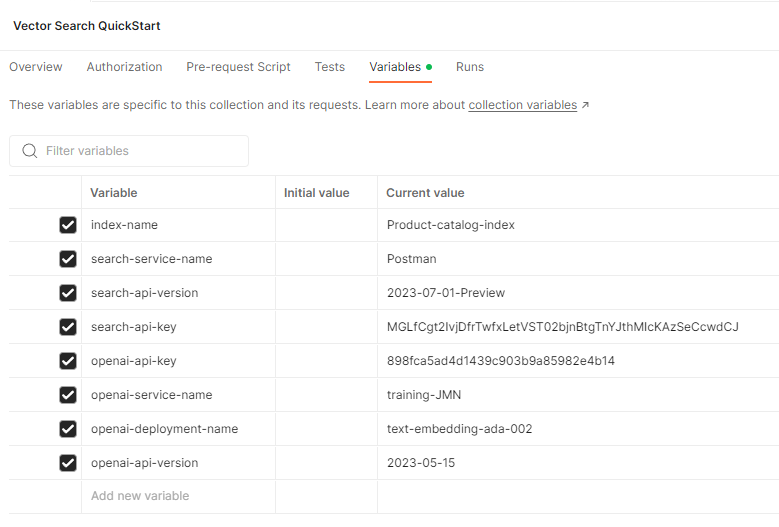 Vector Search QuickStart
Overview Authorization Pre-request Script Tests Variables Runs
These variables are specific to this collection and its requests. Learn more about collection variables ↗
Filter variables
Variable Initial value Current value
index-name Product-catalog-index
search-service-name Postman
search-api-version 2023-07-01-Preview
search-api-key MGLfCgt2IvjDfrTwfxLetVST02bjnBtgTnYJthMIcKAzSeCcwdCJ
openai-api-key 898fca5ad4d1439c903b9a85982e4b14
openai-service-name training-JMN
openai-deployment-name text-embedding-ada-002
openai-api-version 2023-05-15
Add new variable